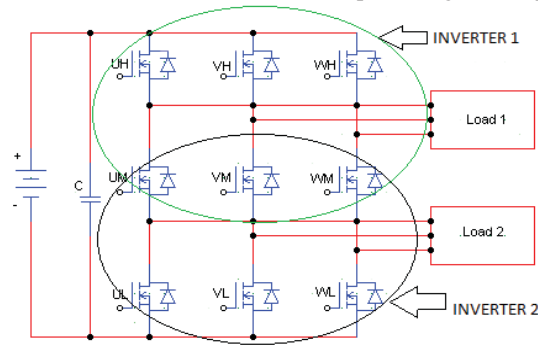 INVERTER 1
UH VH WH
Load 1
+
-
C
UM VM WM
Load 2.
UL VL WL
INVERTER 2